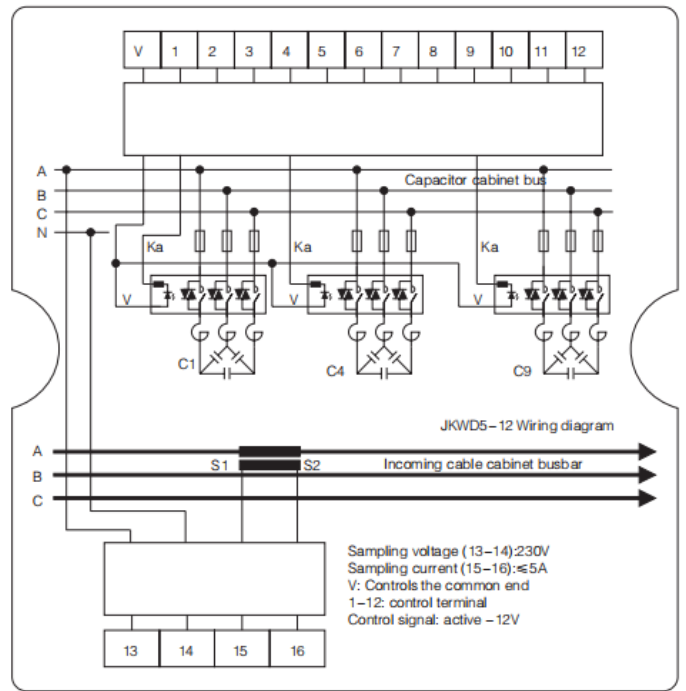 V 1 2 3 4 5 6 7 8 9 10 11 12
A
Capacitor cabinet bus
B
C
N
Ka Ka Ka
V V V
C1 C4 C9
JKWD5-12 Wiring diagram
A
S1 S2 Incoming cable cabinet busbar
B
C
Sampling voltage (13-14):230V
Sampling current (15-16):≤5A
V: Controls the common end
1-12: control terminal
Control signal: active -12V
13 14 15 16